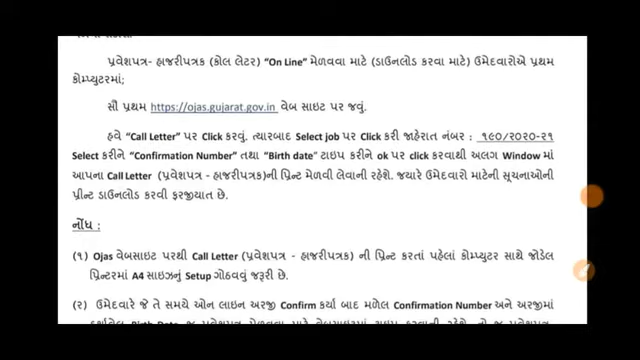 પ્રવેશપત્ર- હાજરીપત્રક (કોલ લેટર) "On Line" મેળવવા માટે (ડાઉનલોડ કરવા માટે) ઉમેદવારોએ પ્રથમ
કોમ્પ્યુટરમાં;
સૌ પ્રથમ https://ojas.gujarat.gov.in વેબ સાઇટ પર જવું.
હવે "Call Letter" પર Click કરવું. ત્યારબાદ Select job પર Click કરી જાહેરાત નંબર : ૧૯૦/૨૦૨૦-૨૧
Select કરીને "Confirmation Number" તથા "Birth date" ટાઇપ કરીને ok પર click કરવાથી અલગ Window માં
આપના Call Letter (પ્રવેશપત્ર - હાજરીપત્રક)ની પ્રિન્ટ મેળવી લેવાની રહેશે. જયારે ઉમેદવારો માટેની સૂચનાઓની
પ્રીન્ટ ડાઉનલોડ કરવી ફરજીયાત છે.
નોંધ :
(૧) Ojas વેબસાઇટ પરથી Call Letter (પ્રવેશપત્ર - હાજરીપત્રક) ની પ્રિન્ટ કરતાં પહેલાં કોમ્પ્યુટર સાથે જોડેલ
પ્રિન્ટરમાં A4 સાઇઝનું Setup ગોઠવવું જરૂરી છે.
(૨) ઉમેદવારે જે તે સમયે ઓન લાઇન અરજી Confirm કર્યા બાદ મળેલ Confirmation Number અને અરજીમાં